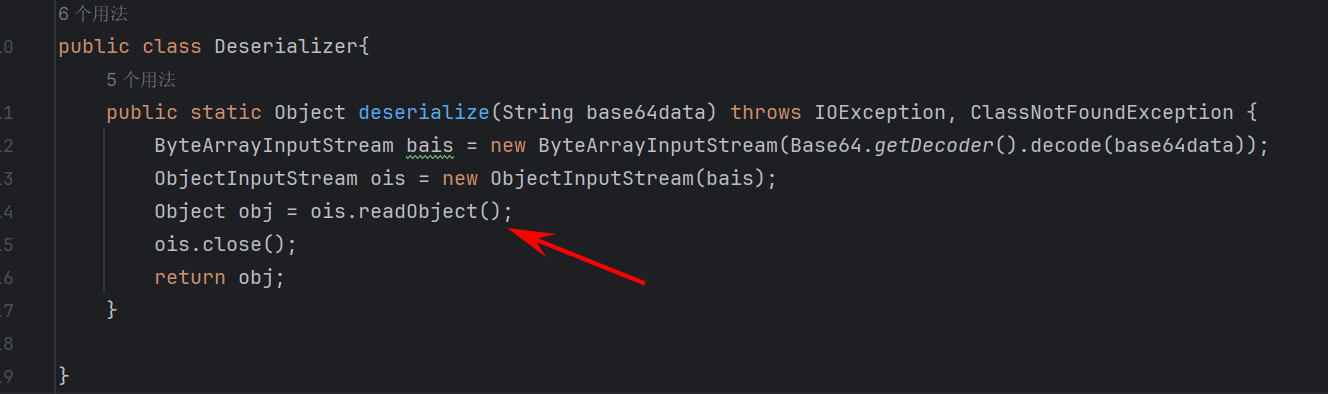 6 个用法
10 public class Deserializer{
5 个用法
11 public static Object deserialize(String base64data) throws IOException, ClassNotFoundException {
12 ByteArrayInputStream bais = new ByteArrayInputStream(Base64.getDecoder().decode(base64data));
13 ObjectInputStream ois = new ObjectInputStream(bais);
14 Object obj = ois.readObject();
15 ois.close();
16 return obj;
17 }
18
19 }